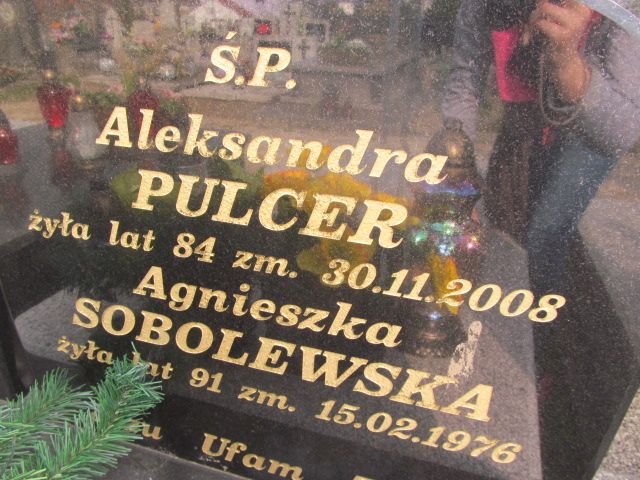 Ś.P.
Aleksandra
PULCER
żyła lat 84 zm. 30.11.2008
Agnieszka
SOBOLEWSKA
żyła lat 91 zm. 15.02.1976
Ufam